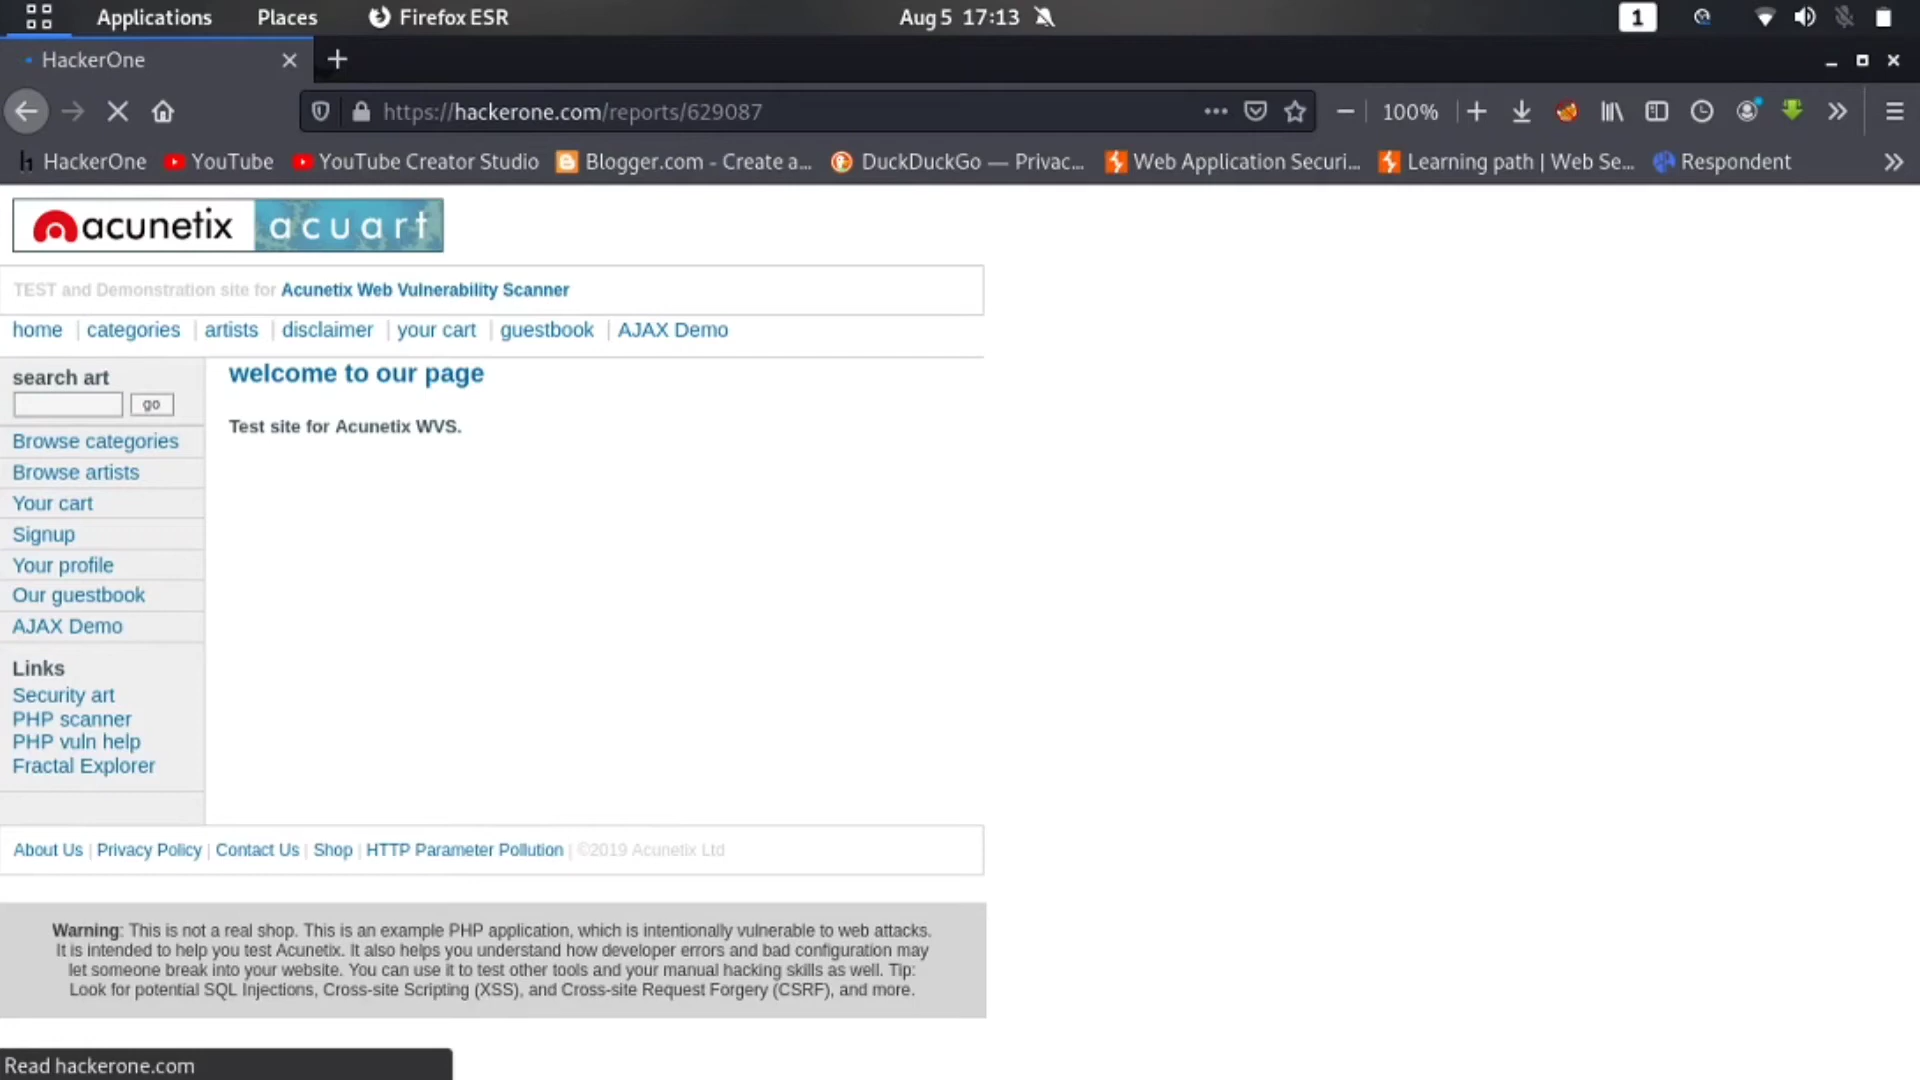 Applications Places Firefox ESR Aug 5 17:13 1
HackerOne
https://hackerone.com/reports/629087 100%
HackerOne YouTube YouTube Creator Studio Blogger.com - Create a... DuckDuckGo — Privac... Web Application Securi... Learning path | Web Se... Respondent
acunetix acuart
TEST and Demonstration site for Acunetix Web Vulnerability Scanner
home | categories | artists | disclaimer | your cart | guestbook | AJAX Demo
search art
go
welcome to our page
Test site for Acunetix WVS.
Browse categories
Browse artists
Your cart
Signup
Your profile
Our guestbook
AJAX Demo
Links
Security art
PHP scanner
PHP vuln help
Fractal Explorer
About Us | Privacy Policy | Contact Us | Shop | HTTP Parameter Pollution | ©2019 Acunetix Ltd
Warning: This is not a real shop. This is an example PHP application, which is intentionally vulnerable to web attacks.
It is intended to help you test Acunetix. It also helps you understand how developer errors and bad configuration may
let someone break into your website. You can use it to test other tools and your manual hacking skills as well. Tip:
Look for potential SQL Injections, Cross-site Scripting (XSS), and Cross-site Request Forgery (CSRF), and more.
Read hackerone.com